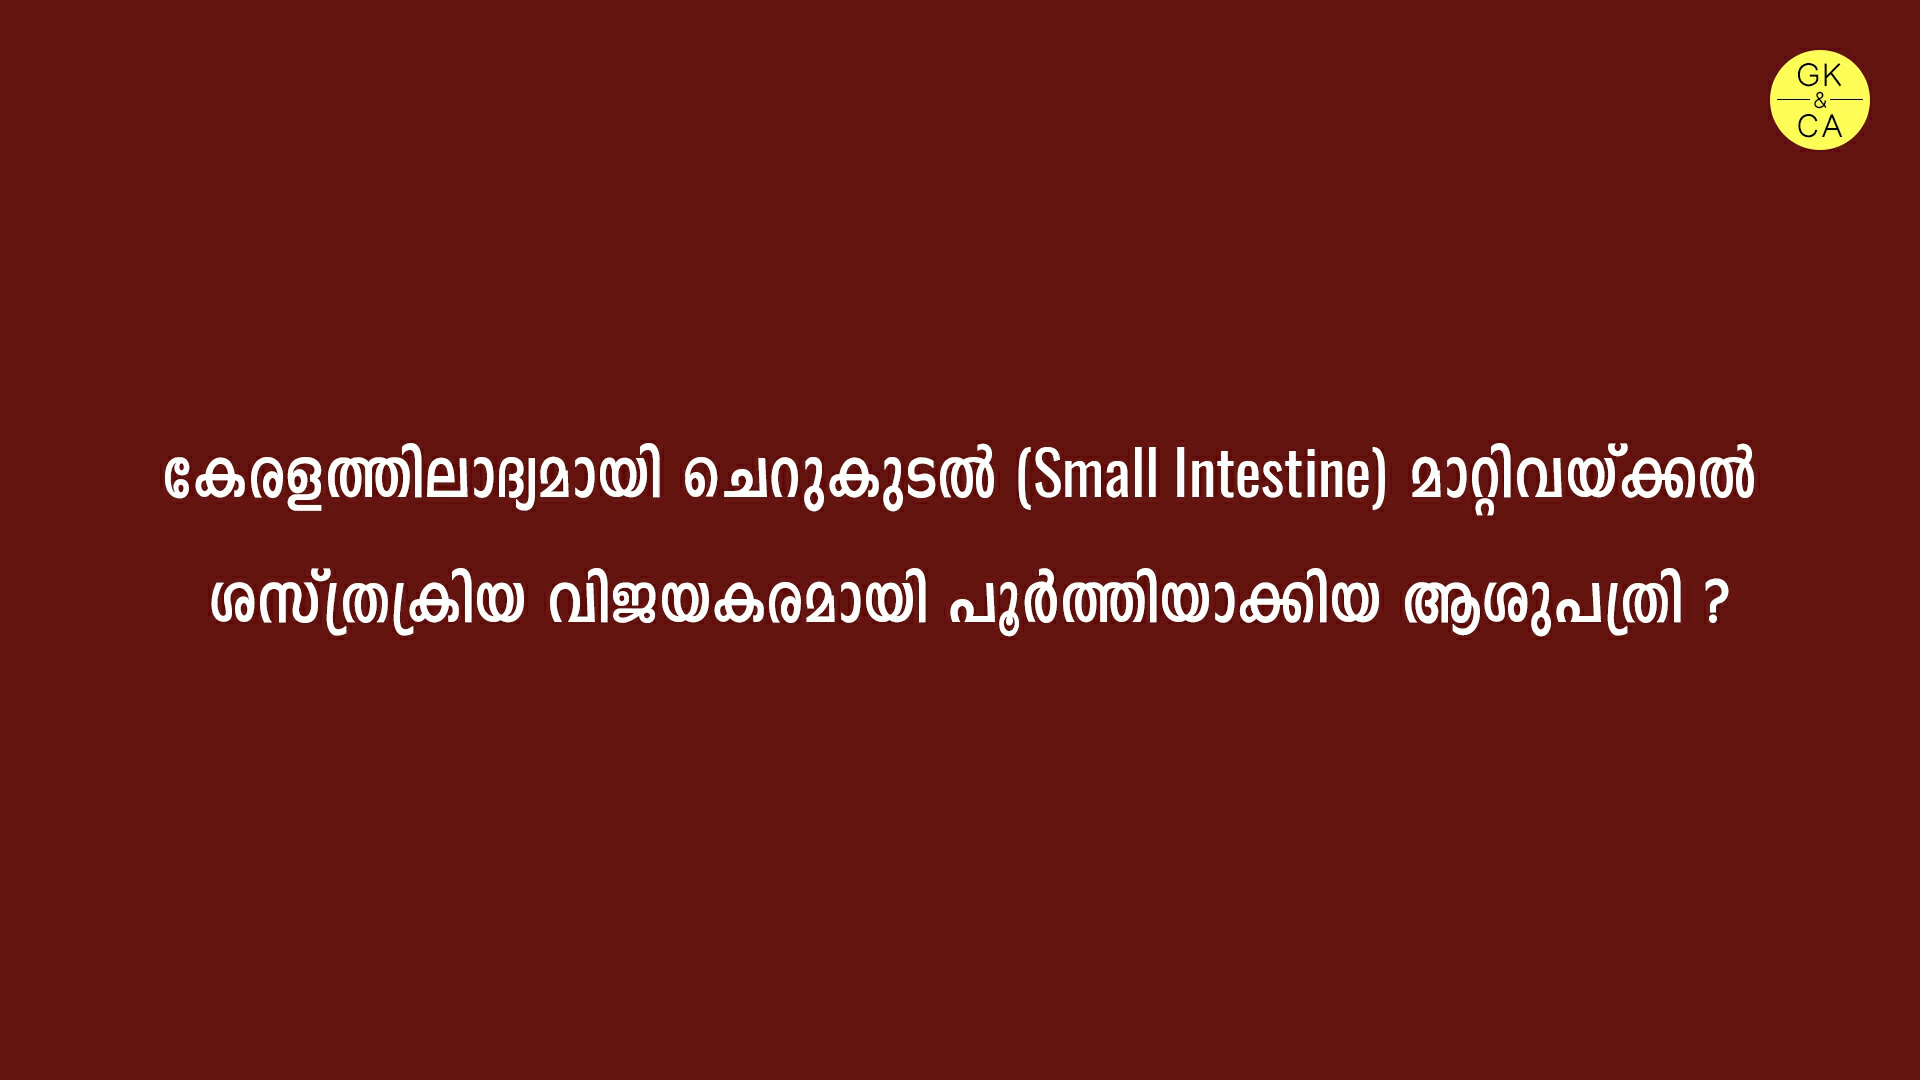 GK
&
CA
കേരളത്തിലാദ്യമായി ചെറുകുടൽ (Small Intestine) മാറ്റിവയ്ക്കൽ
ശസ്ത്രക്രിയ വിജയകരമായി പൂർത്തിയാക്കിയ ആശുപത്രി ?